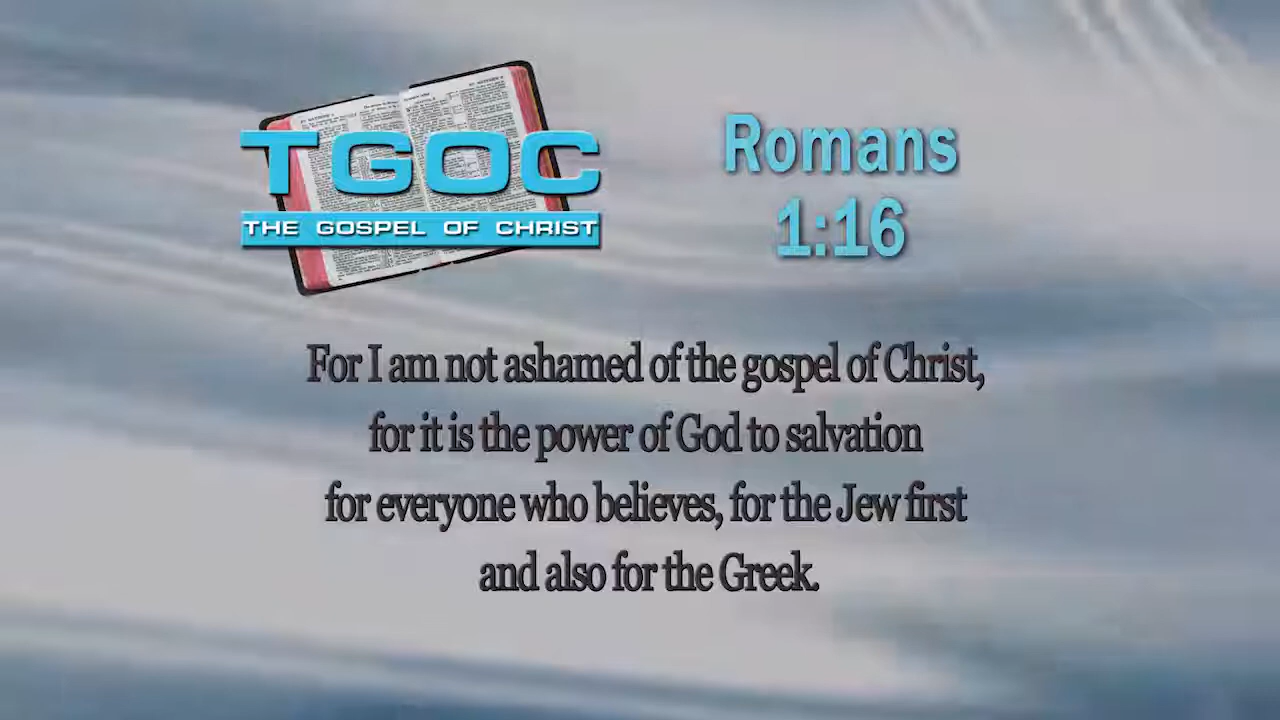 TGOC
THE GOSPEL OF CHRIST
Romans
1:16
For I am not ashamed of the gospel of Christ,
for it is the power of God to salvation
for everyone who believes, for the Jew first
and also for the Greek.